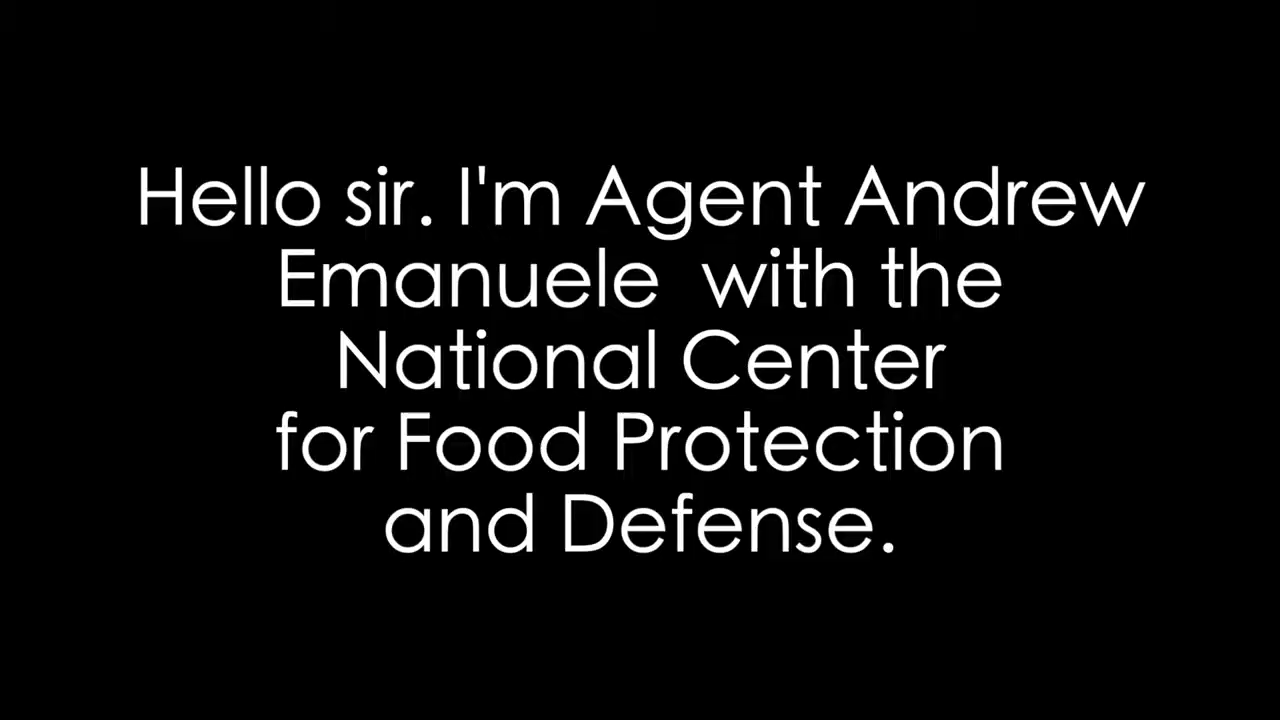 Hello sir. I'm Agent Andrew
Emanuele  with the
National Center
for Food Protection
and Defense.